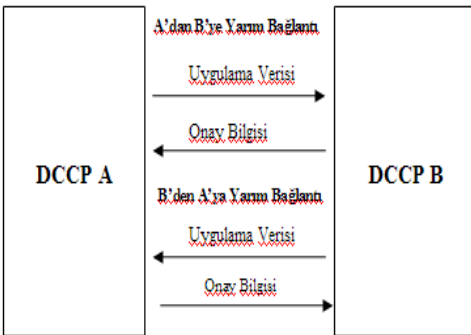 A’dan B’ye Yarım Bağlantı
Uygulama Verisi
Onay Bilgisi
DCCP A
DCCP B
B’den A’ya Yarım Bağlantı
Uygulama Verisi
Onay Bilgisi